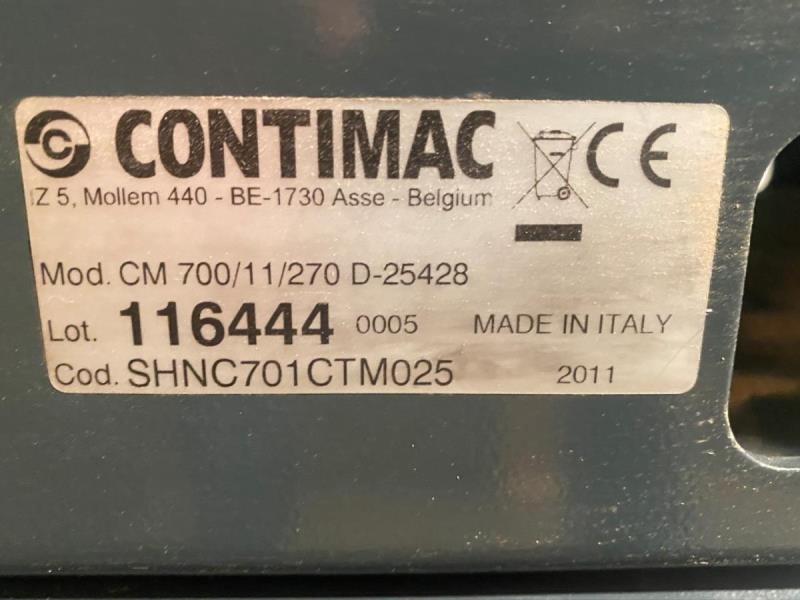 CONTIMAC
IZ 5, Mollem 440 - BE-1730 Asse - Belgium
CE
Mod. CM 700/11/270 D-25428
Lot. 116444 0005 MADE IN ITALY
Cod. SHNC701CTM025 2011